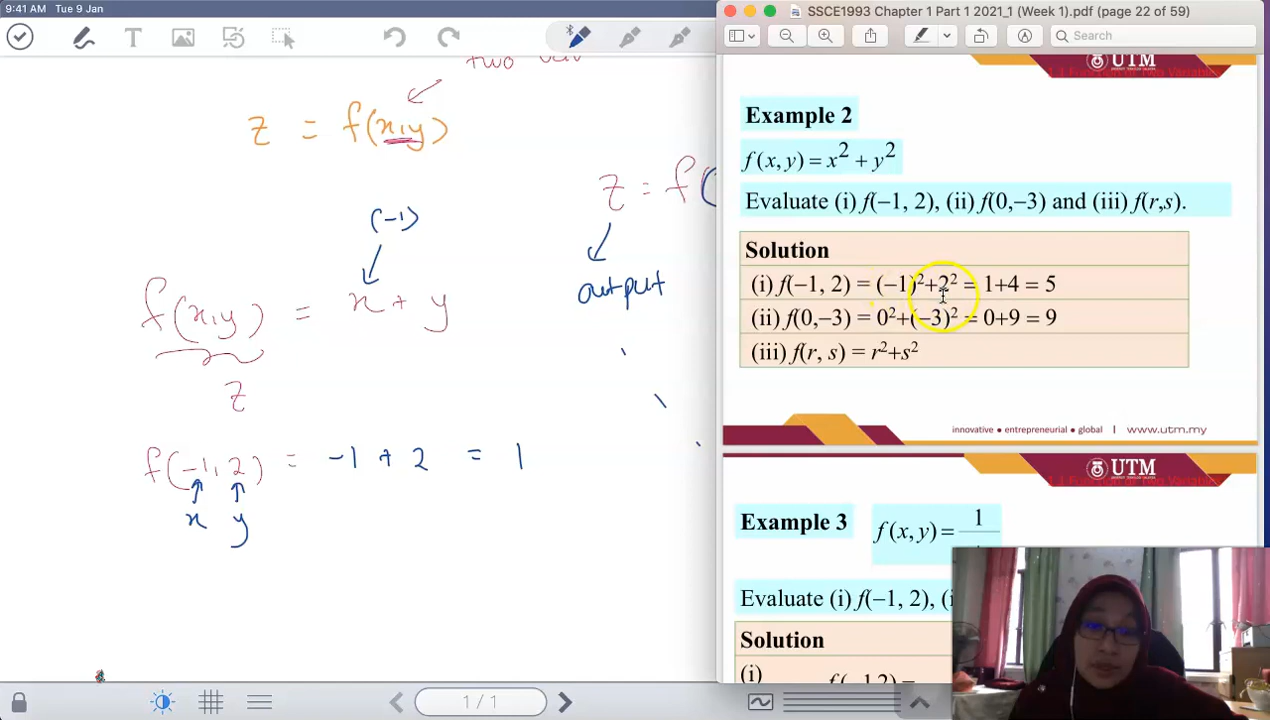 9:41 AM Tue 9 Jan
two var
z = f(x,y)
(-1)
f(x,y) = x + y
z
z = f(
output
f(-1, 2) = -1 + 2 = 1
x y
1 / 1
SSCE1993 Chapter 1 Part 1 2021_1 (Week 1).pdf (page 22 of 59)
Search
UTM
Example 2
f(x, y) = x² + y²
Evaluate (i) f(−1, 2), (ii) f(0,−3) and (iii) f(r,s).
Solution
(i) f(−1, 2) = (−1)²+2² = 1+4 = 5
(ii) f(0,−3) = 0²+(−3)² = 0+9 = 9
(iii) f(r, s) = r²+s²
innovative ● entrepreneurial ● global | www.utm.my
UTM
Example 3
f(x, y) = 1
Evaluate (i) f(−1, 2), (i
Solution
(i)